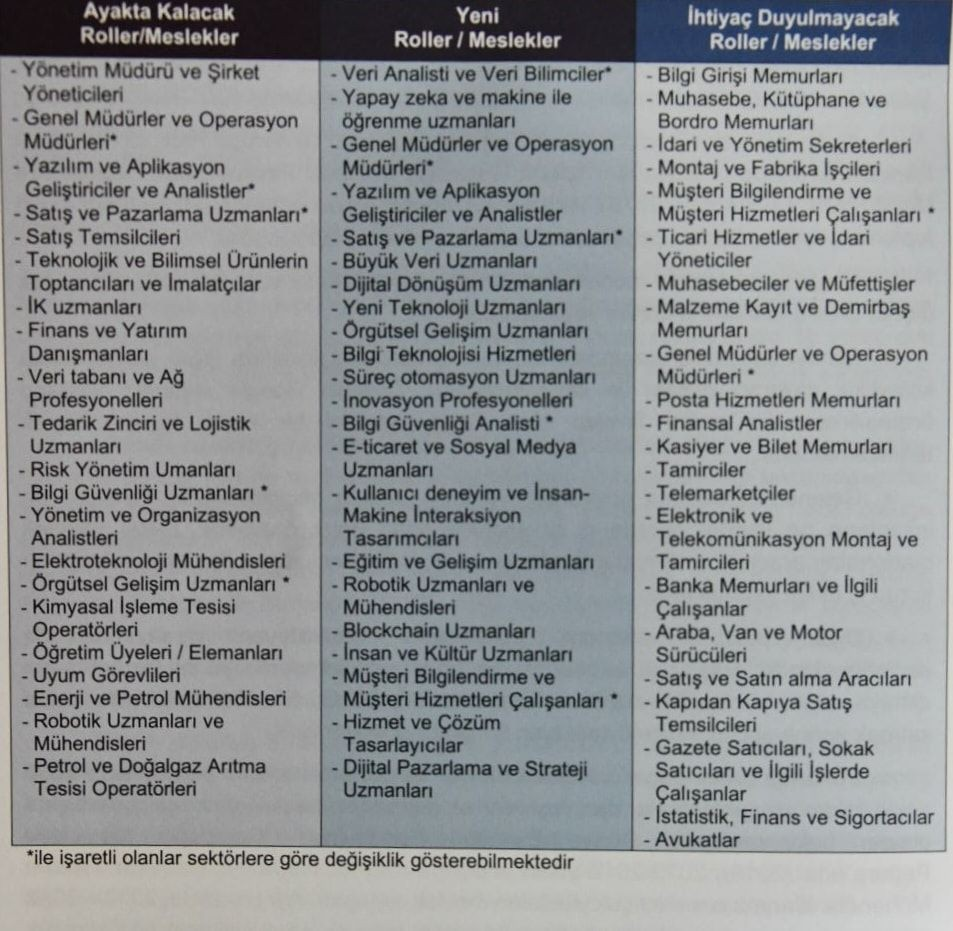 Ayakta Kalacak
Roller/Meslekler
- Yönetim Müdürü ve Şirket
Yöneticileri
- Genel Müdürler ve Operasyon
Müdürleri*
- Yazılım ve Aplikasyon
Geliştiriciler ve Analistler*
- Satış ve Pazarlama Uzmanları*
- Satış Temsilcileri
- Teknolojik ve Bilimsel Ürünlerin
Toptancıları ve İmalatçılar
- İK uzmanları
- Finans ve Yatırım
Danışmanları
- Veri tabanı ve Ağ
Profesyonelleri
- Tedarik Zinciri ve Lojistik
Uzmanları
- Risk Yönetim Umanları
- Bilgi Güvenliği Uzmanları *
- Yönetim ve Organizasyon
Analistleri
- Elektroteknoloji Mühendisleri
- Örgütsel Gelişim Uzmanları *
- Kimyasal İşleme Tesisi
Operatörleri
- Öğretim Üyeleri / Elemanları
- Uyum Görevlileri
- Enerji ve Petrol Mühendisleri
- Robotik Uzmanları ve
Mühendisleri
- Petrol ve Doğalgaz Arıtma
Tesisi Operatörleri
Yeni
Roller / Meslekler
- Veri Analisti ve Veri Bilimciler*
- Yapay zeka ve makine ile
öğrenme uzmanları
- Genel Müdürler ve Operasyon
Müdürleri*
- Yazılım ve Aplikasyon
Geliştiriciler ve Analistler
- Satış ve Pazarlama Uzmanları*
- Büyük Veri Uzmanları
- Dijital Dönüşüm Uzmanları
- Yeni Teknoloji Uzmanları
- Örgütsel Gelişim Uzmanları
- Bilgi Teknolojisi Hizmetleri
- Süreç otomasyon Uzmanları
- İnovasyon Profesyonelleri
- Bilgi Güvenliği Analisti *
- E-ticaret ve Sosyal Medya
Uzmanları
- Kullanıcı deneyim ve İnsan-
Makine İnteraksiyon
Tasarımcıları
- Eğitim ve Gelişim Uzmanları
- Robotik Uzmanları ve
Mühendisleri
- Blockchain Uzmanları
- İnsan ve Kültür Uzmanları
- Müşteri Bilgilendirme ve
Müşteri Hizmetleri Çalışanları *
- Hizmet ve Çözüm
Tasarlayıcılar
- Dijital Pazarlama ve Strateji
Uzmanları
İhtiyaç Duyulmayacak
Roller / Meslekler
- Bilgi Girişi Memurları
- Muhasebe, Kütüphane ve
Bordro Memurları
- İdari ve Yönetim Sekreterleri
- Montaj ve Fabrika İşçileri
- Müşteri Bilgilendirme ve
Müşteri Hizmetleri Çalışanları *
- Ticari Hizmetler ve İdari
Yöneticiler
- Muhasebeciler ve Müfettişler
- Malzeme Kayıt ve Demirbaş
Memurları
- Genel Müdürler ve Operasyon
Müdürleri *
- Posta Hizmetleri Memurları
- Finansal Analistler
- Kasiyer ve Bilet Memurları
- Tamirciler
- Telemarketçiler
- Elektronik ve
Telekomünikasyon Montaj ve
Tamircileri
- Banka Memurları ve İlgili
Çalışanlar
- Araba, Van ve Motor
Sürücüleri
- Satış ve Satın alma Aracıları
- Kapıdan Kapıya Satış
Temsilcileri
- Gazete Satıcıları, Sokak
Satıcıları ve İlgili İşlerde
Çalışanlar
- İstatistik, Finans ve Sigortacılar
- Avukatlar
*ile işaretli olanlar sektörlere göre değişiklik gösterebilmektedir